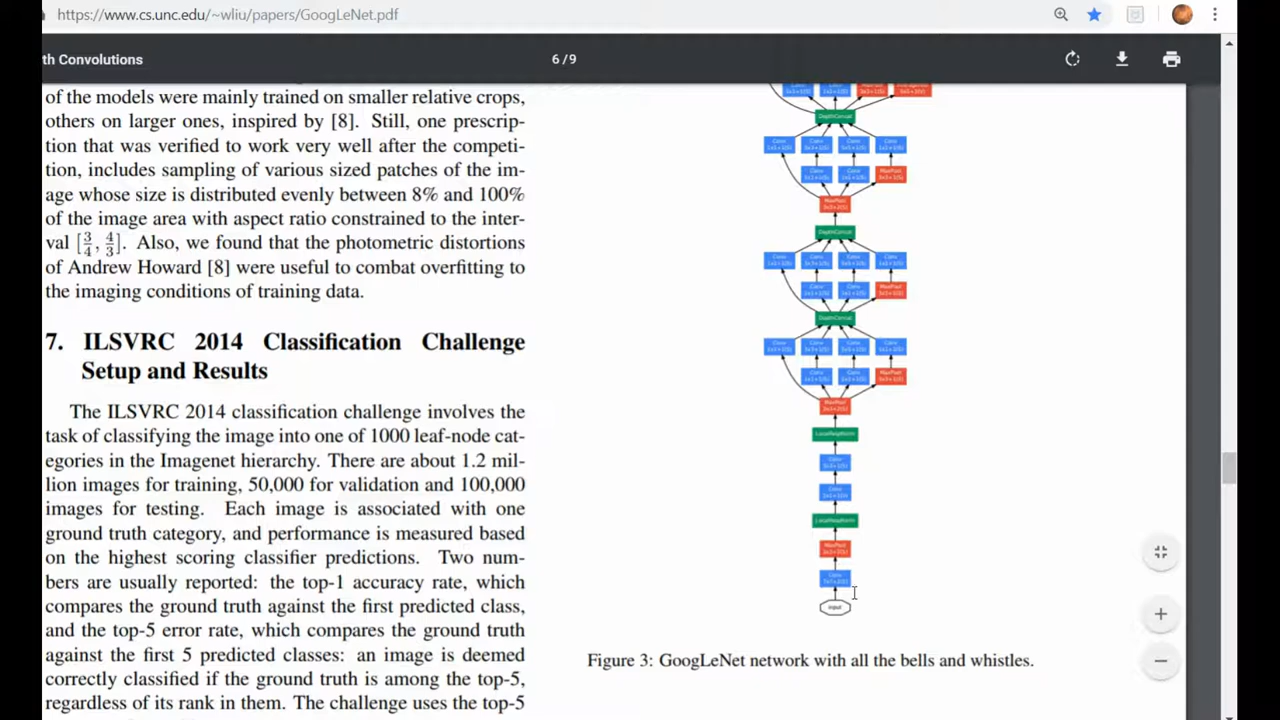 https://www.cs.unc.edu/~wliu/papers/GoogLeNet.pdf
th Convolutions
6 / 9
of the models were mainly trained on smaller relative crops,
others on larger ones, inspired by [8]. Still, one prescrip-
tion that was verified to work very well after the competi-
tion, includes sampling of various sized patches of the im-
age whose size is distributed evenly between 8% and 100%
of the image area with aspect ratio constrained to the inter-
val [3/4, 4/3]. Also, we found that the photometric distortions
of Andrew Howard [8] were useful to combat overfitting to
the imaging conditions of training data.
7. ILSVRC 2014 Classification Challenge
Setup and Results
The ILSVRC 2014 classification challenge involves the
task of classifying the image into one of 1000 leaf-node cat-
egories in the Imagenet hierarchy. There are about 1.2 mil-
lion images for training, 50,000 for validation and 100,000
images for testing. Each image is associated with one
ground truth category, and performance is measured based
on the highest scoring classifier predictions. Two num-
bers are usually reported: the top-1 accuracy rate, which
compares the ground truth against the first predicted class,
and the top-5 error rate, which compares the ground truth
against the first 5 predicted classes: an image is deemed
correctly classified if the ground truth is among the top-5,
regardless of its rank in them. The challenge uses the top-5
DepthConcat
MaxPool
DepthConcat
DepthConcat
MaxPool
LocalRespNorm
Conv
Conv
LocalRespNorm
MaxPool
Conv
input
Figure 3: GoogLeNet network with all the bells and whistles.